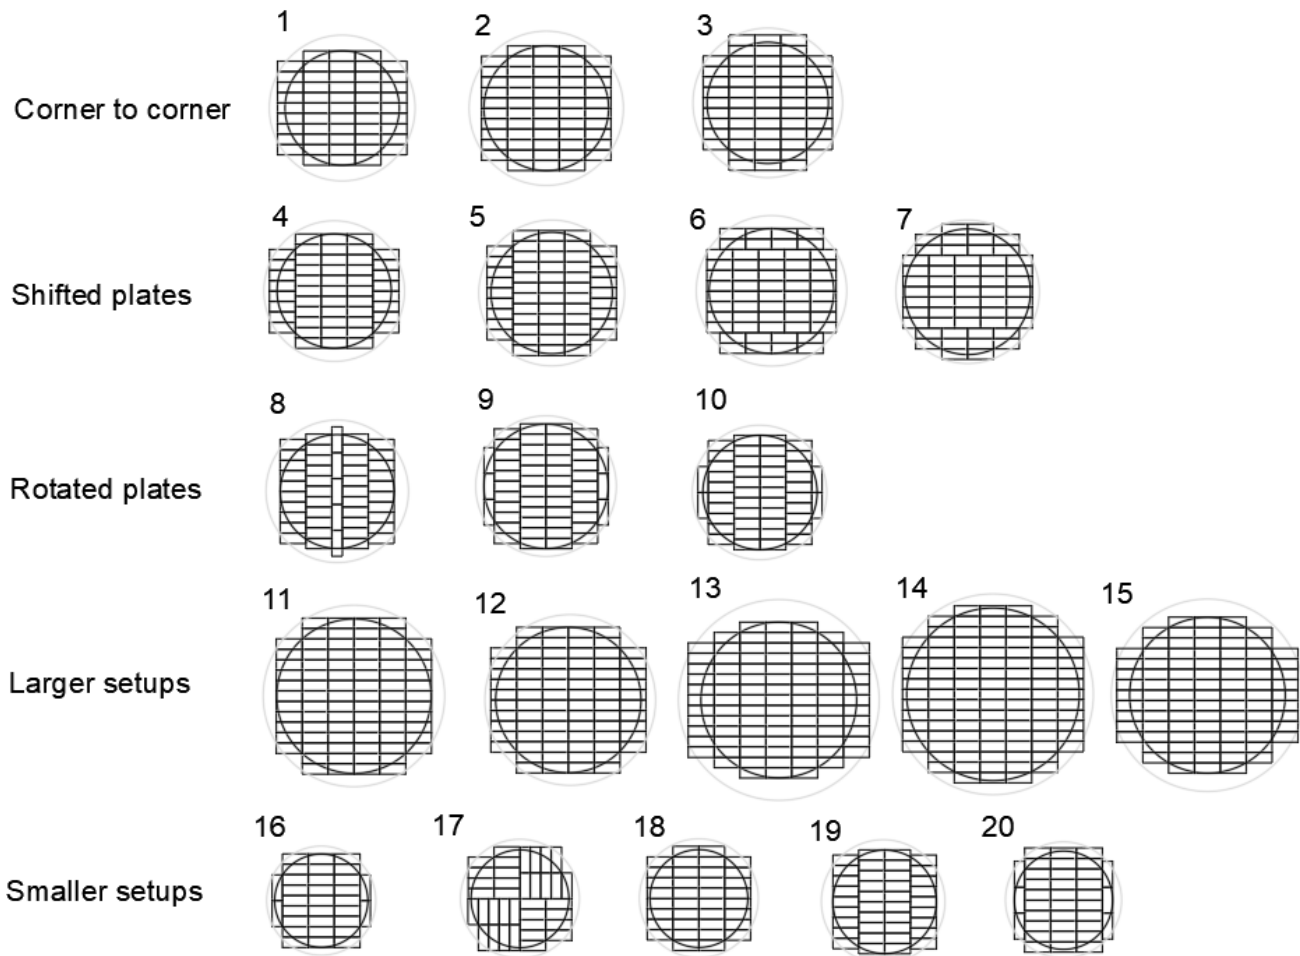 1 2 3
Corner to corner
4 5 6 7
Shifted plates
8 9 10
Rotated plates
11 12 13 14 15
Larger setups
16 17 18 19 20
Smaller setups